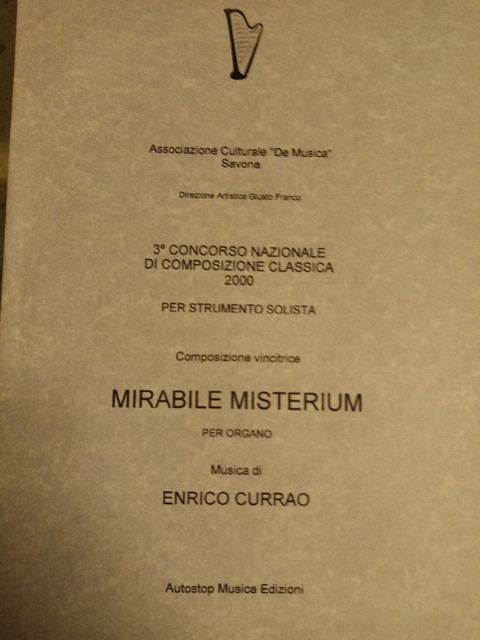 Associazione Culturale "De Musica"
Savona
Direzione Artistica Giusto Franco
3° CONCORSO NAZIONALE
DI COMPOSIZIONE CLASSICA
2000
PER STRUMENTO SOLISTA
Composizione vincitrice
MIRABILE MISTERIUM
PER ORGANO
Musica di
ENRICO CURRAO
Autostop Musica Edizioni